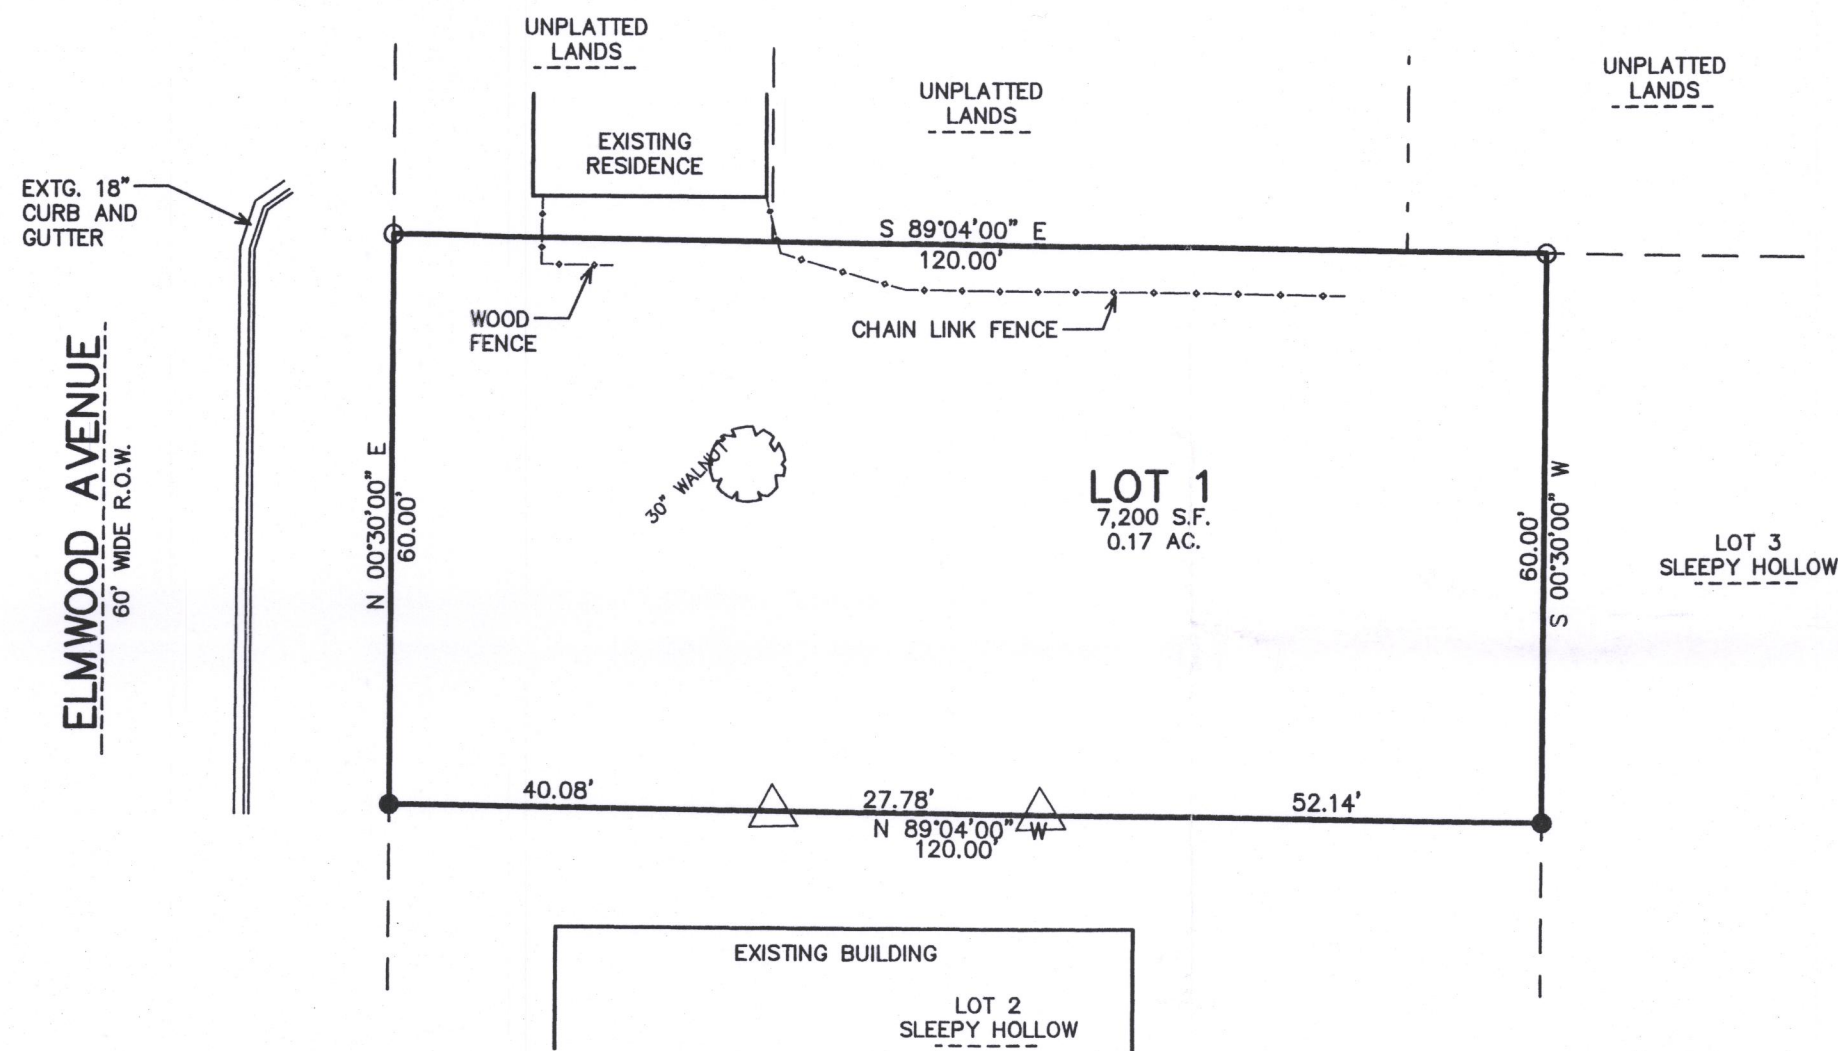 UNPLATTED
LANDS
UNPLATTED
LANDS
UNPLATTED
LANDS
EXISTING
RESIDENCE
EXTG. 18"
CURB AND
GUTTER
S 89°04'00" E
120.00'
WOOD
FENCE
CHAIN LINK FENCE
ELMWOOD AVENUE
60' WIDE R.O.W.
N 00°30'00" E
60.00'
30" WALNUT
LOT 1
7,200 S.F.
0.17 AC.
60.00'
S 00°30'00" W
LOT 3
SLEEPY HOLLOW
40.08'
27.78'
52.14'
N 89°04'00" W
120.00'
EXISTING BUILDING
LOT 2
SLEEPY HOLLOW